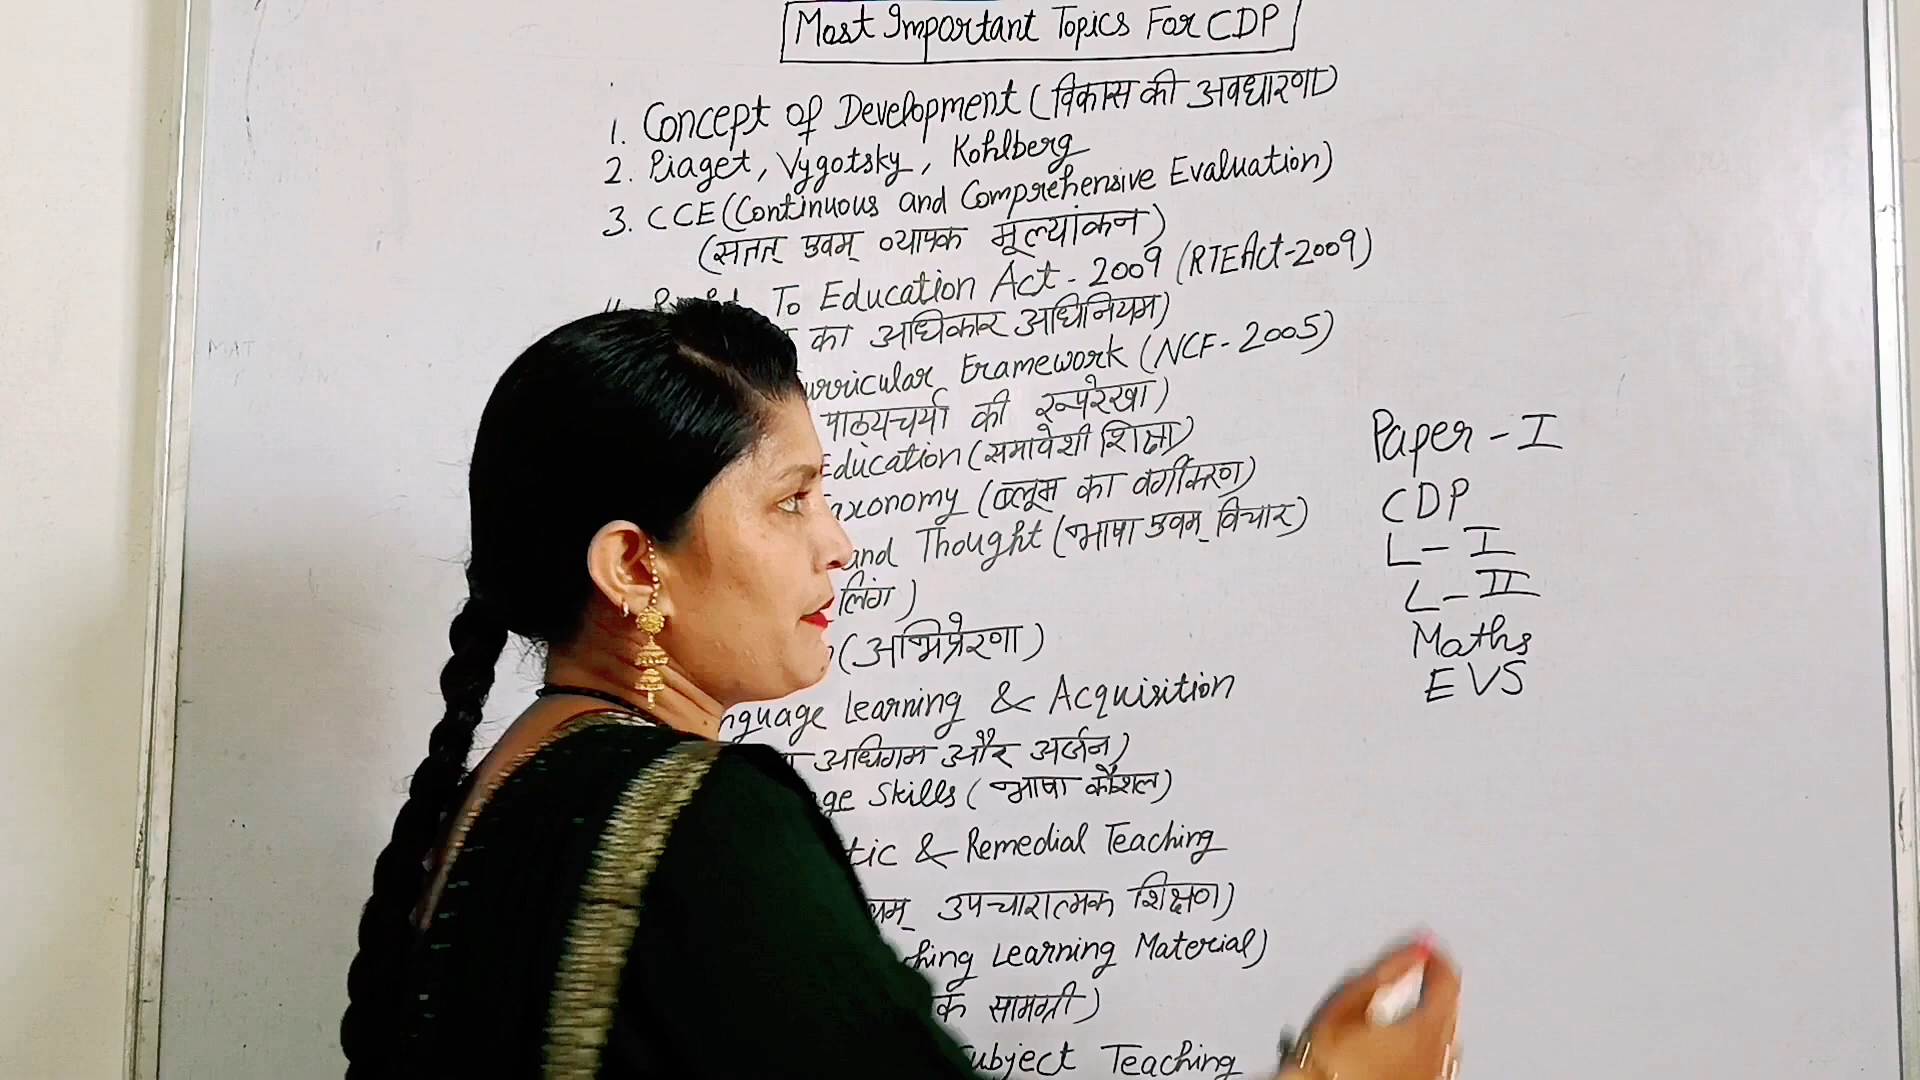 Most Important Topics For CDP
1. Concept of Development (विकास की अवधारणा)
2. Piaget, Vygotsky, Kohlberg
3. CCE (Continuous and Comprehensive Evaluation)
(सतत् एवम् व्यापक मूल्यांकन)
To Education Act - 2009 (RTE Act-2009)
का अधिकार अधिनियम)
urricular Framework (NCF-2005)
पाठ्यचर्या की रूपरेखा)
Education (समावेशी शिक्षा)
axonomy (ब्लूम का वर्गीकरण)
and Thought (भाषा एवम् विचार)
लिंग)
(अभिप्रेरणा)
nguage Learning & Acquisition
अधिगम और अर्जन)
ge Skills (भाषा कौशल)
tic & Remedial Teaching
वम् उपचारात्मक शिक्षण)
hing Learning Material)
क सामग्री)
ubject Teaching
Paper - I
CDP
L - I
L - II
Maths
EVS
MAT